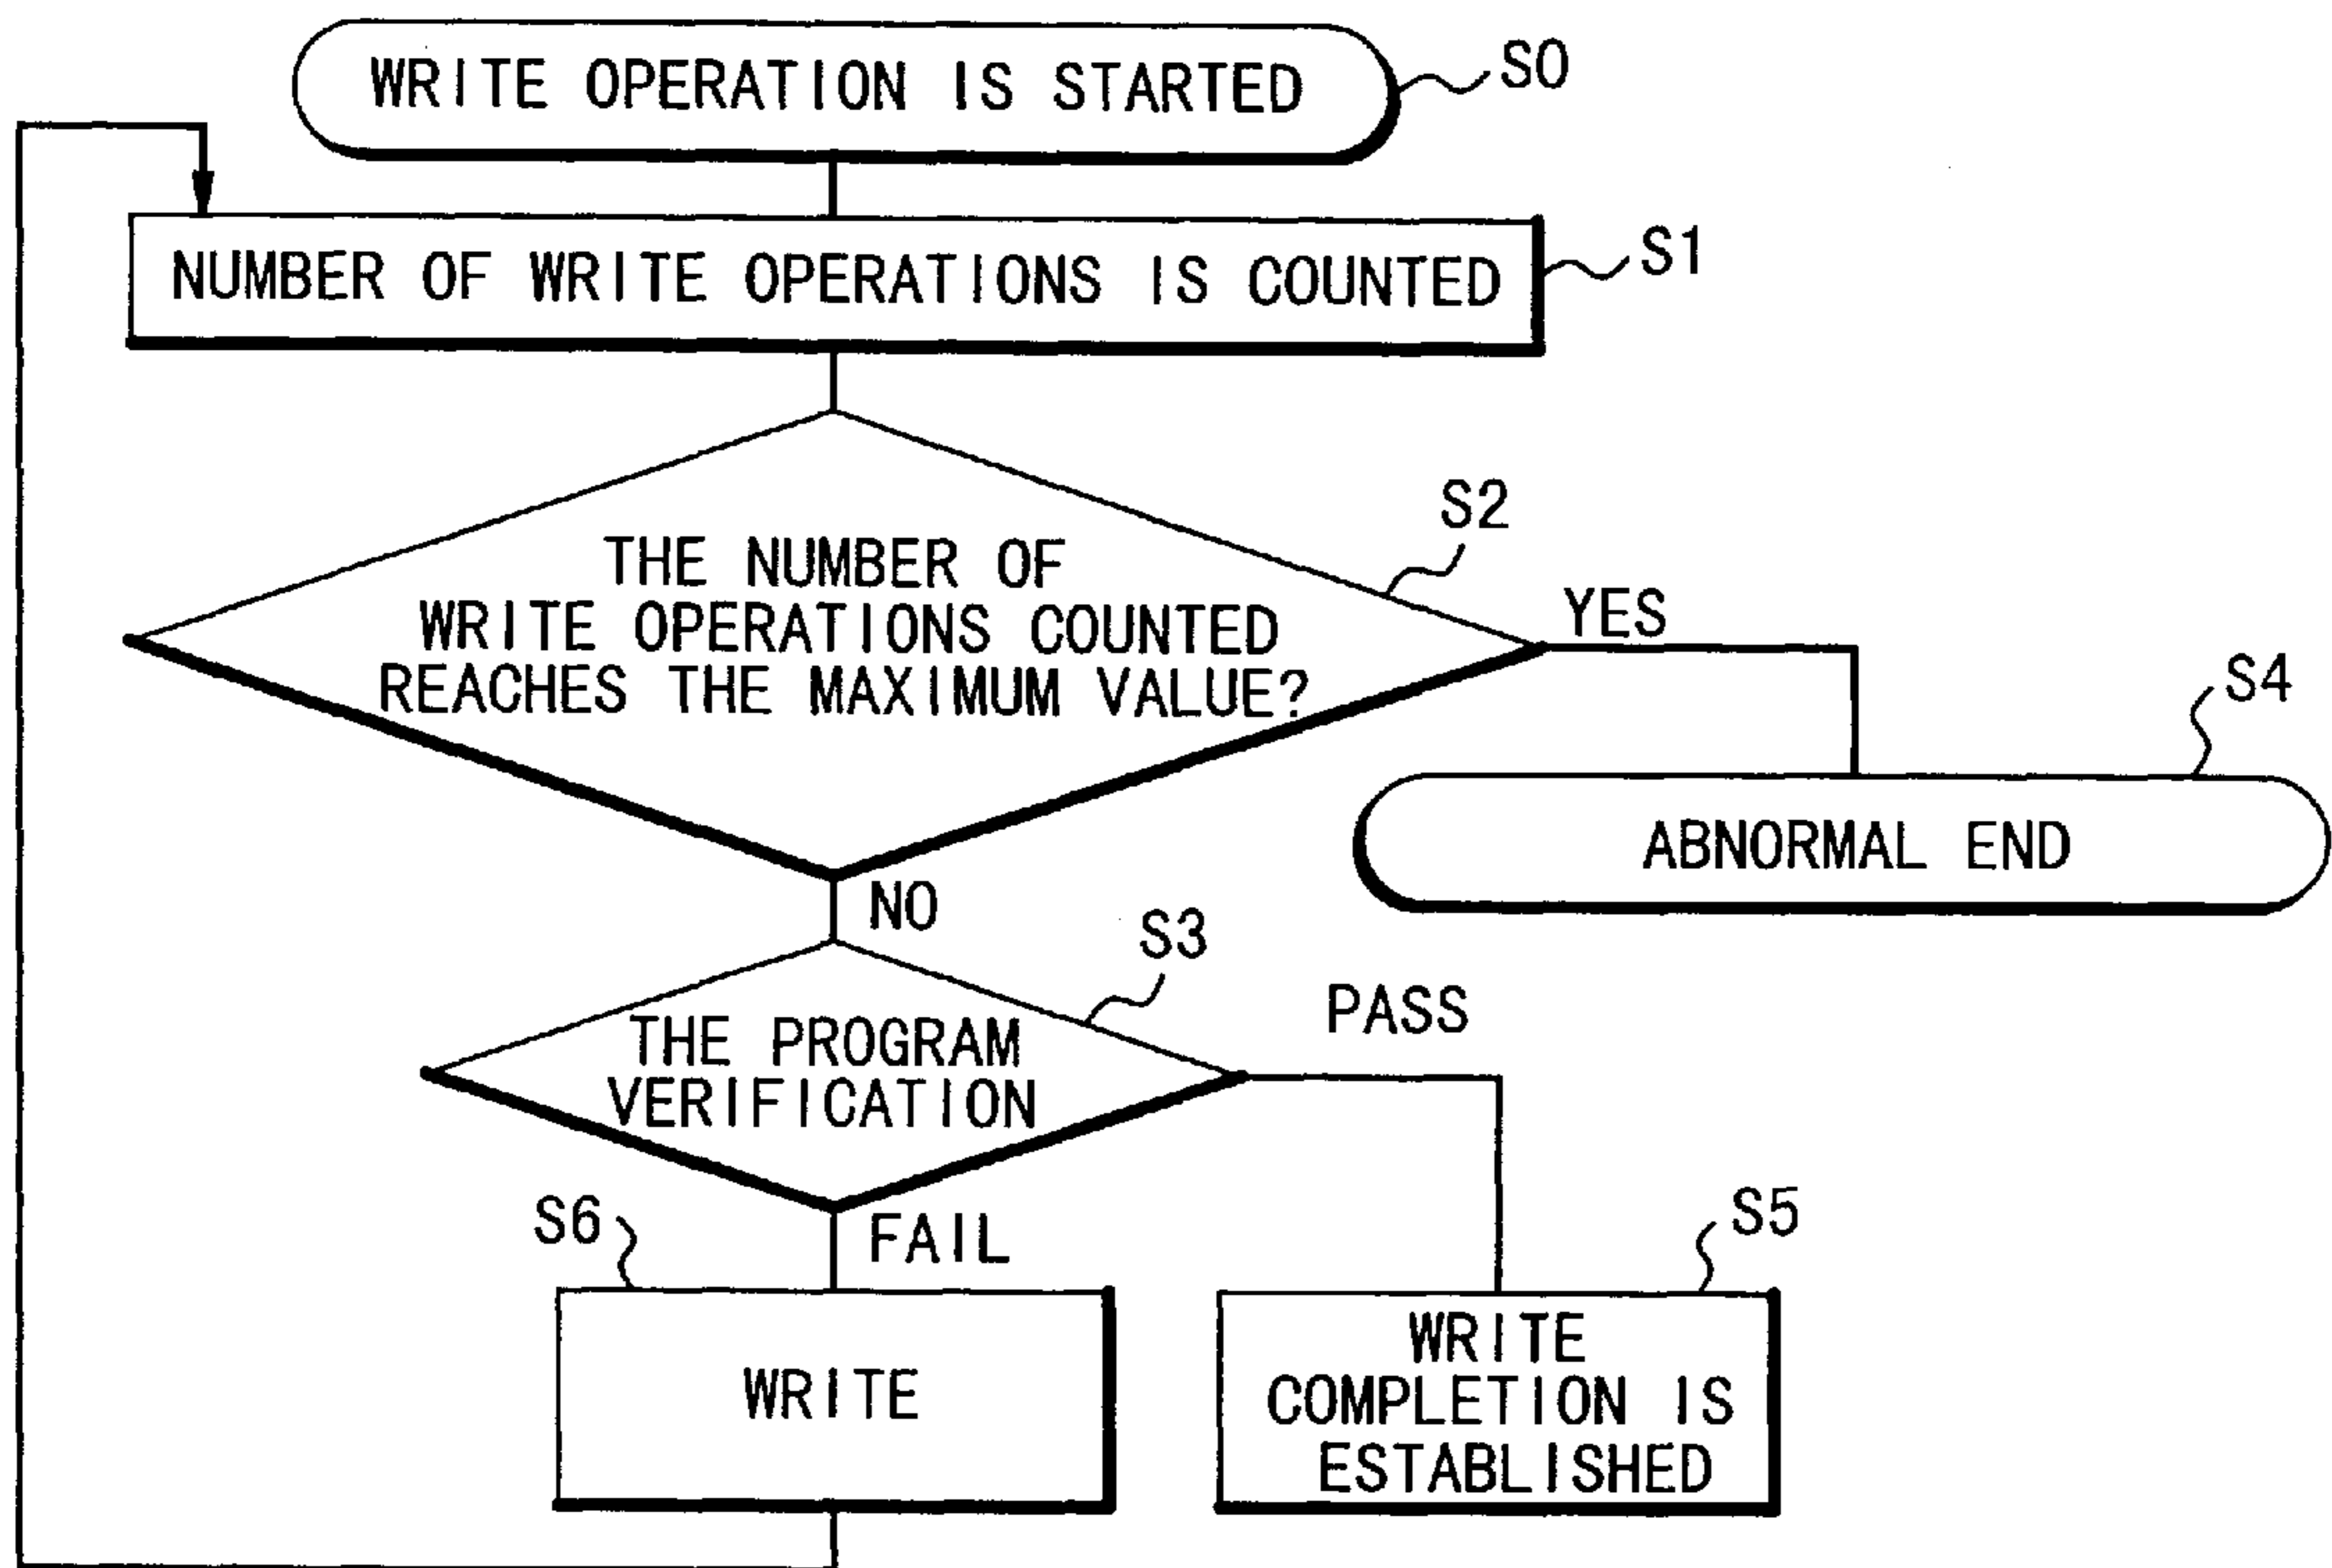 WRITE OPERATION IS STARTED
S0
NUMBER OF WRITE OPERATIONS IS COUNTED
S1
S2
THE NUMBER OF
WRITE OPERATIONS COUNTED
REACHES THE MAXIMUM VALUE?
YES
S4
ABNORMAL END
NO
S3
PASS
THE PROGRAM
VERIFICATION
S6
FAIL
S5
WRITE
WRITE
COMPLETION IS
ESTABLISHED